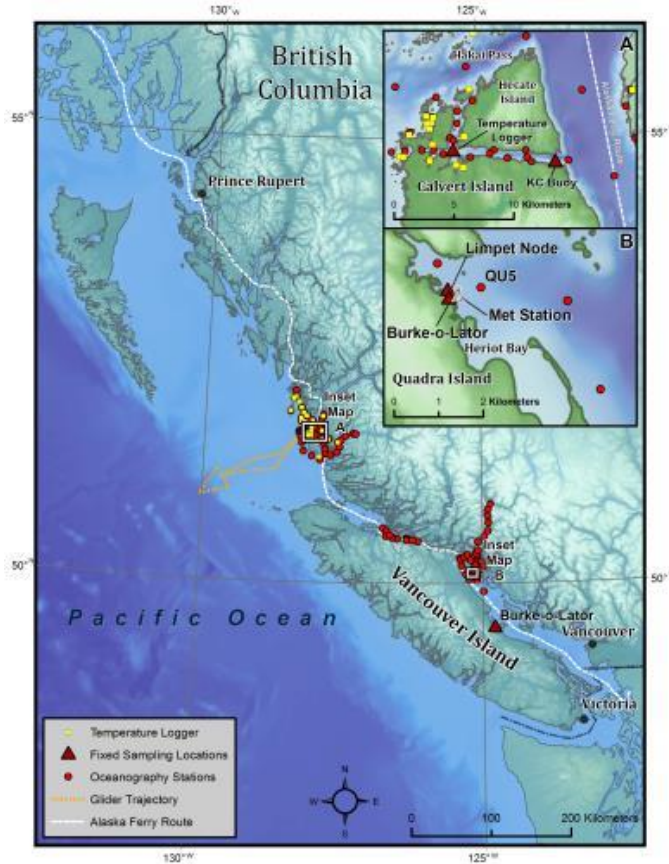 130°W
125°W
British
Columbia
55°
55°
Prince Rupert
A
Hakai Pass
Hecate
Island
Temperature
Logger
KC Buoy
Calvert Island
0 5 10 Kilometers
B
Limpet Node
QU5
Met Station
Burke-o-Lator
Heriot Bay
Quadra Island
0 1 2 Kilometers
Inset
Map
A
50°
50°
Inset
Map
B
Vancouver Island
Burke-o-Lator
Vancouver
Victoria
Pacific Ocean
Temperature Logger
Fixed Sampling Locations
Oceanography Stations
Glider Trajectory
Alaska Ferry Route
N
W
E
S
0 100 200 Kilometers
130°W
125°W